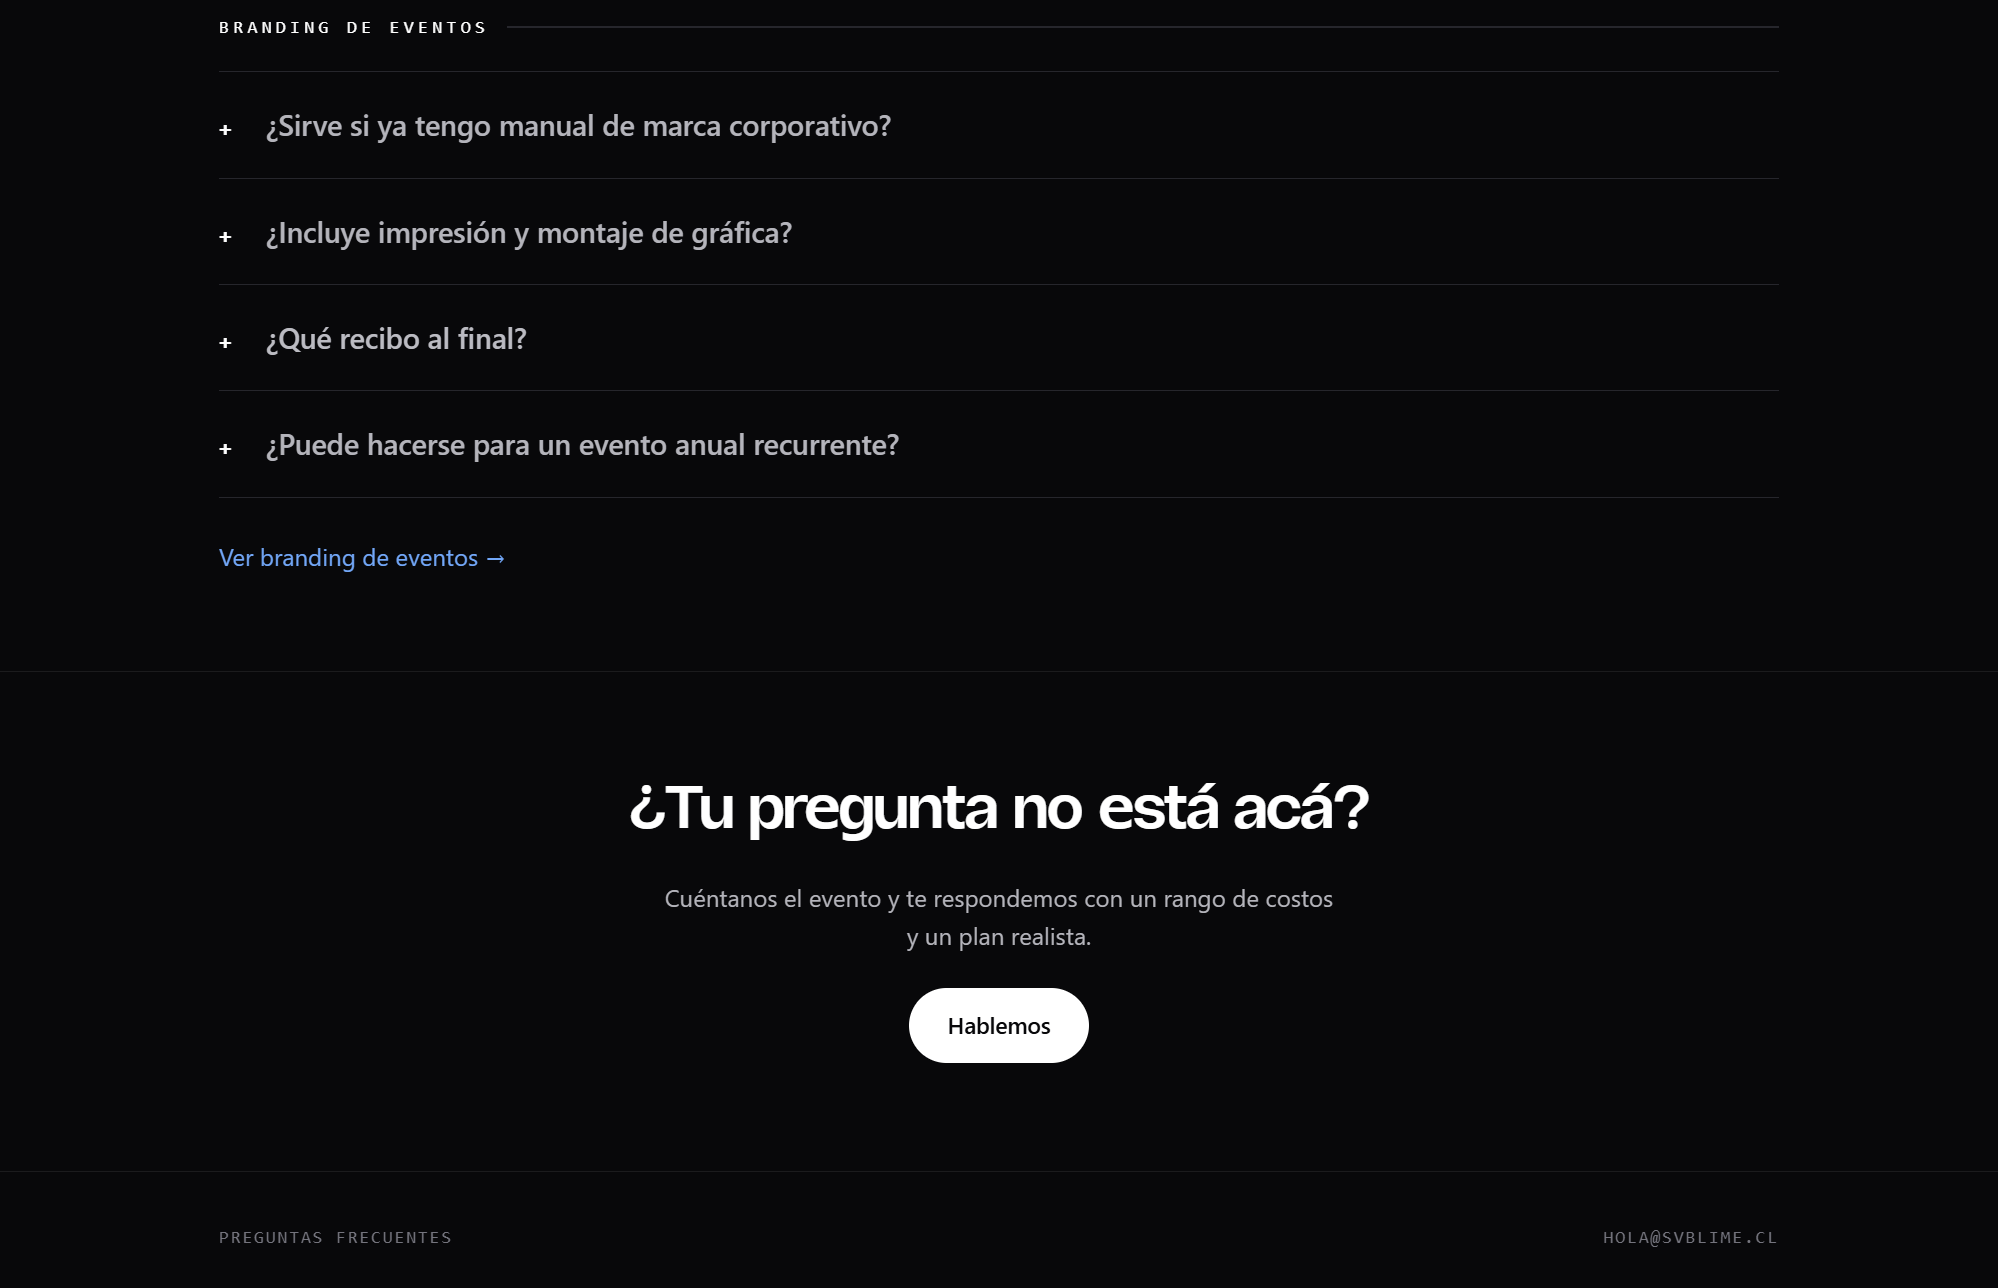 BRANDING DE EVENTOS
+ ¿Sirve si ya tengo manual de marca corporativo?
+ ¿Incluye impresión y montaje de gráfica?
+ ¿Qué recibo al final?
+ ¿Puede hacerse para un evento anual recurrente?
Ver branding de eventos →
¿Tu pregunta no está acá?
Cuéntanos el evento y te respondemos con un rango de costos
y un plan realista.
Hablemos
PREGUNTAS FRECUENTES
HOLA@SVBLIME.CL